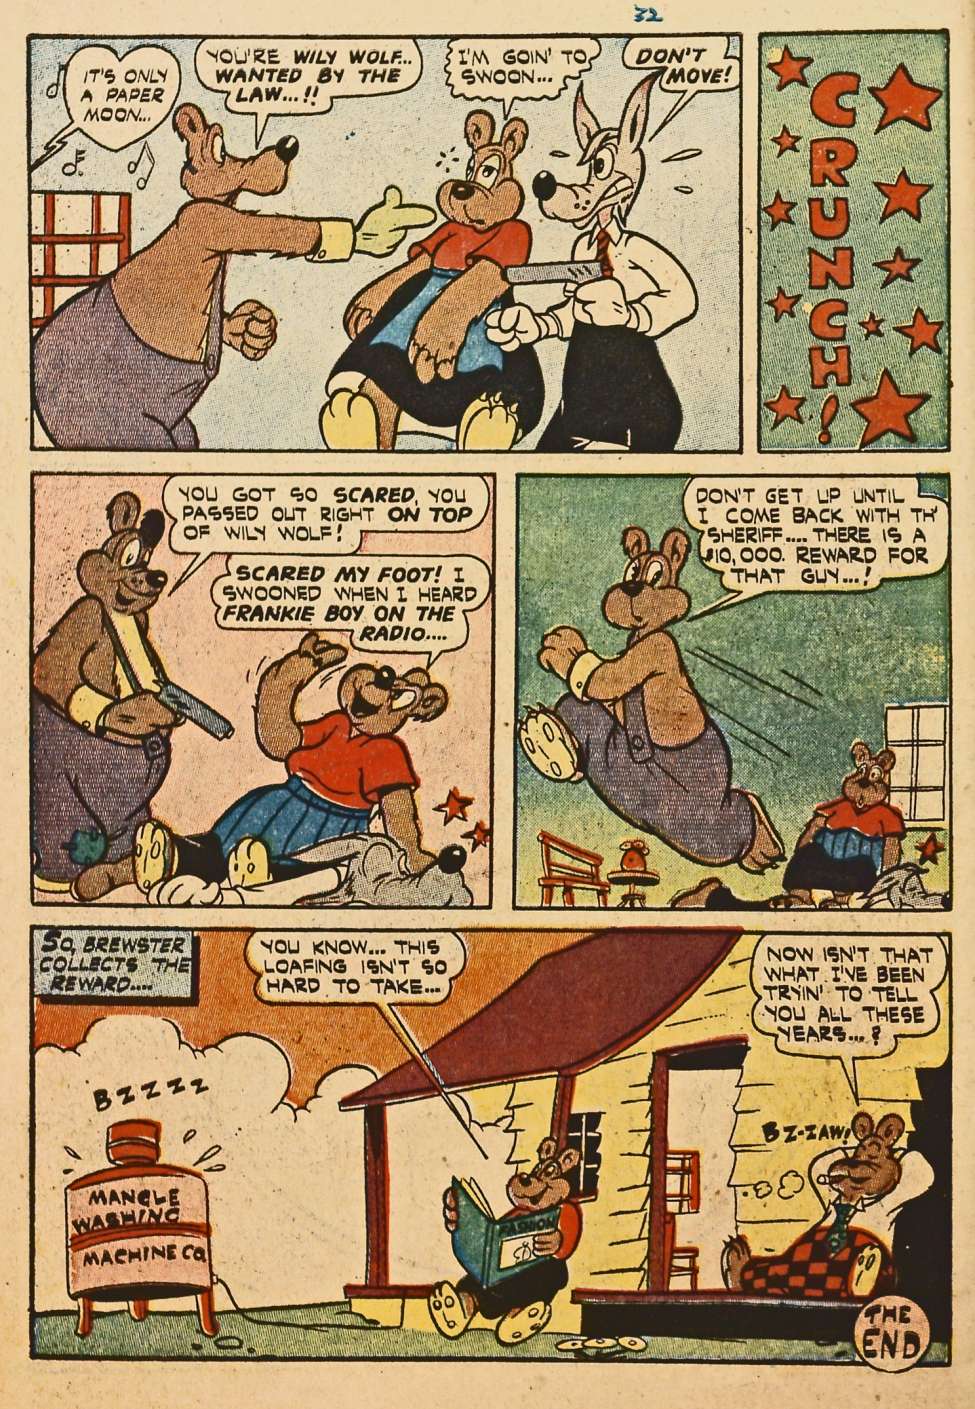 32
IT'S ONLY
A PAPER
MOON...
YOU'RE WILY WOLF...
WANTED BY THE
LAW...!!
I'M GOIN' TO
SWOON...
DON'T
MOVE!
CRUNCH!
YOU GOT SO SCARED, YOU
PASSED OUT RIGHT ON TOP
OF WILY WOLF!
SCARED MY FOOT! I
SWOONED WHEN I HEARD
FRANKIE BOY ON THE
RADIO....
DON'T GET UP UNTIL
I COME BACK WITH TH'
SHERIFF.... THERE IS A
$10,000. REWARD FOR
THAT GUY...!
SO, BREWSTER
COLLECTS THE
REWARD....
YOU KNOW... THIS
LOAFING ISN'T SO
HARD TO TAKE...
NOW ISN'T THAT
WHAT I'VE BEEN
TRYIN' TO TELL
YOU ALL THESE
YEARS...?
BZZZZ
BZ-ZAW!
MANGLE
WASHING
MACHINE CO.
FASHION
THE
END